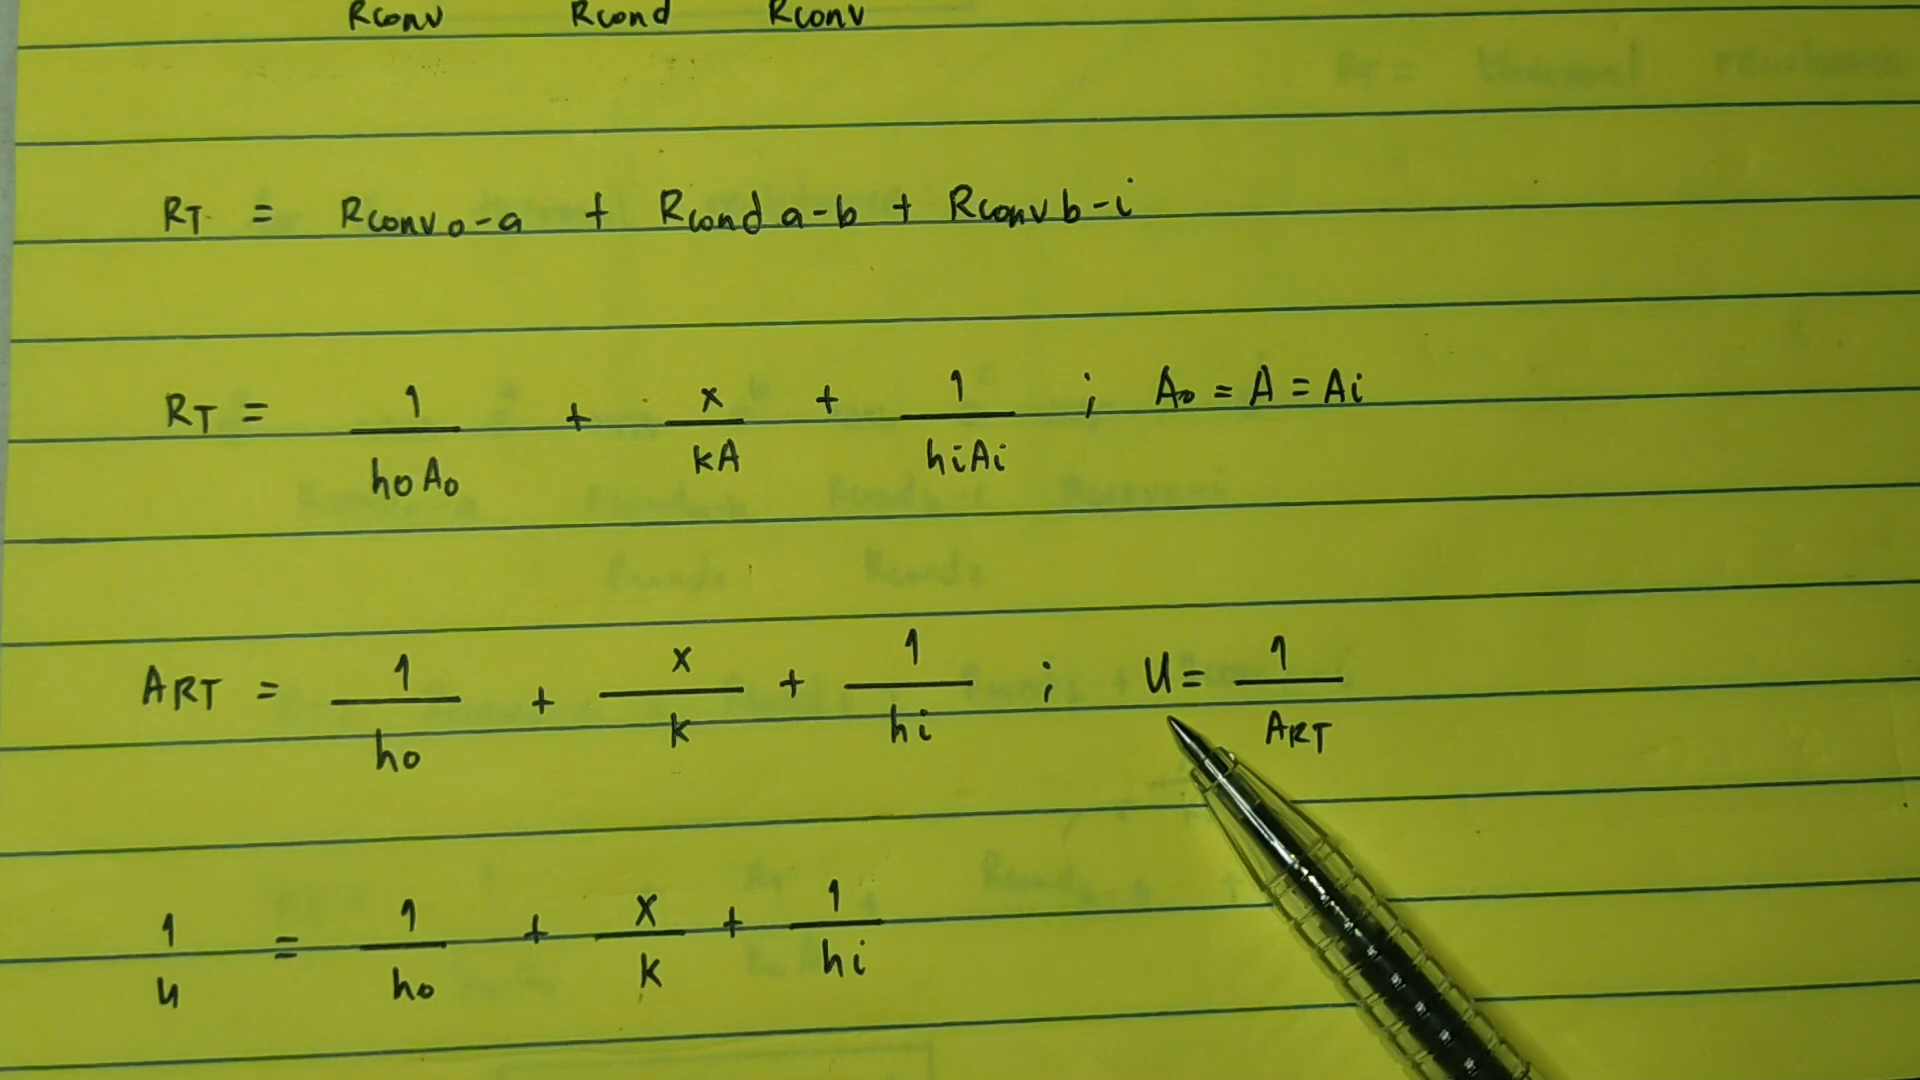 Rconv Rcond Rconv
RT = Rconv o-a + Rcond a-b + Rconv b-i
RT = 1/hoAo + x/kA + 1/hiAi ; Ao = A = Ai
ART = 1/ho + x/k + 1/hi ; U = 1/ART
1/u = 1/ho + x/k + 1/hi